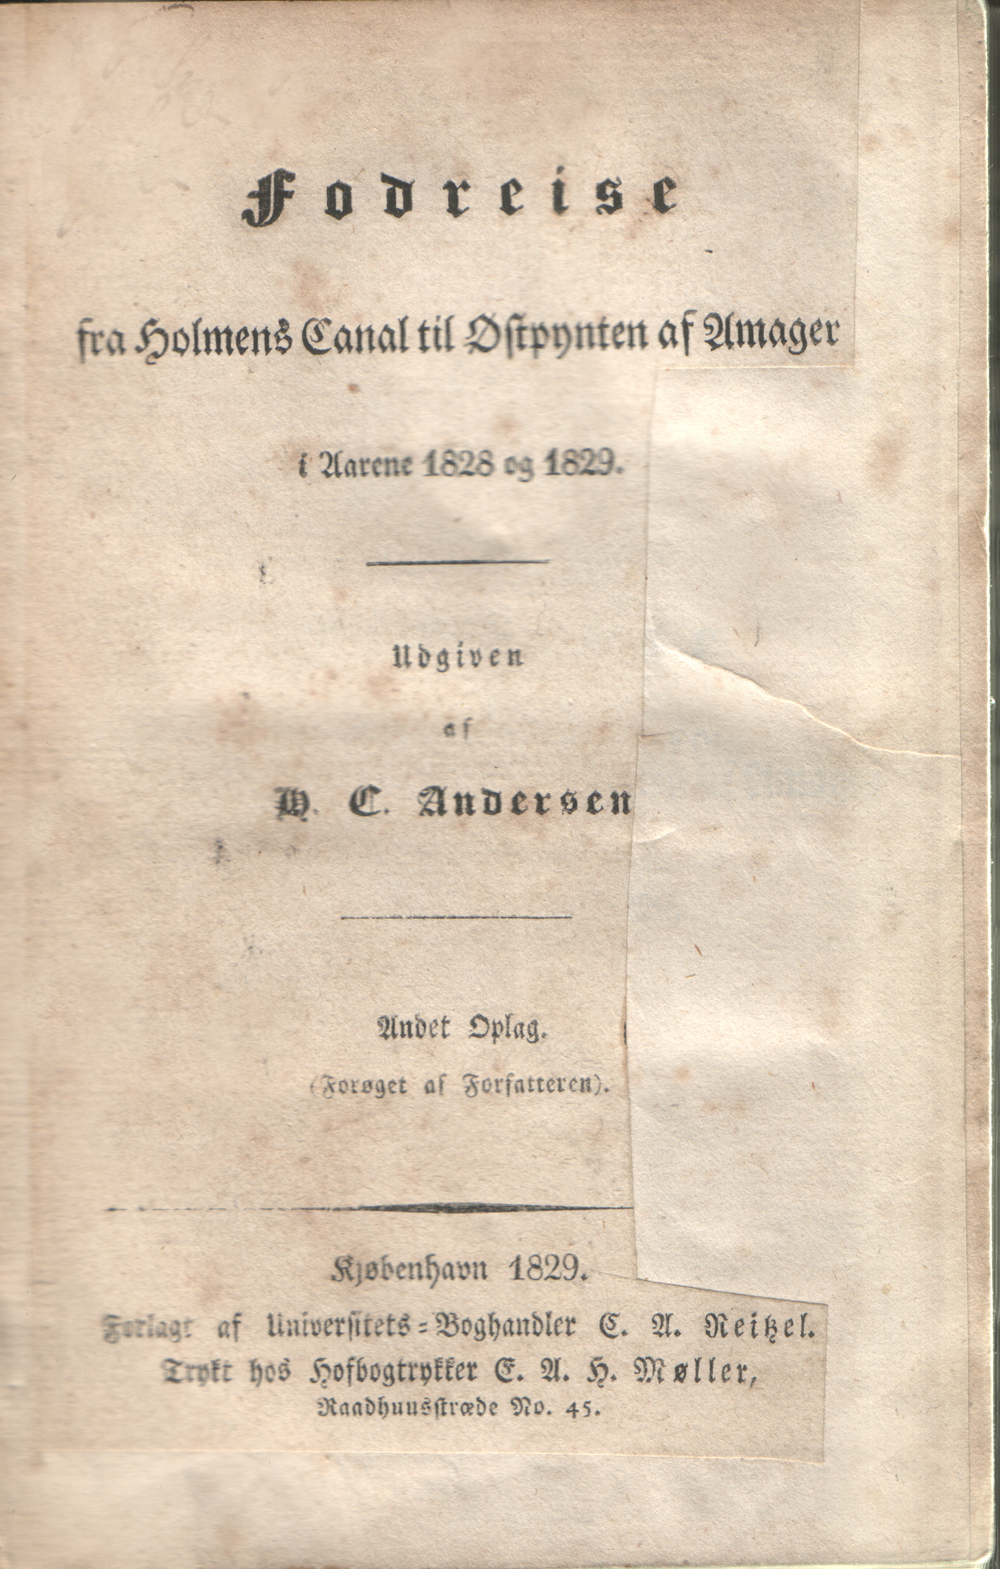 Fodreise
fra Holmens Canal til Østpynten af Amager
i Aarene 1828 og 1829.
Udgiven
af
H. C. Andersen
Andet Oplag.
(Forøget af Forfatteren).
Kjøbenhavn 1829.
Forlagt af Universitets=Boghandler C. A. Reitzel.
Trykt hos Hofbogtrykker E. A. H. Møller,
Raadhuusstræde No. 45.